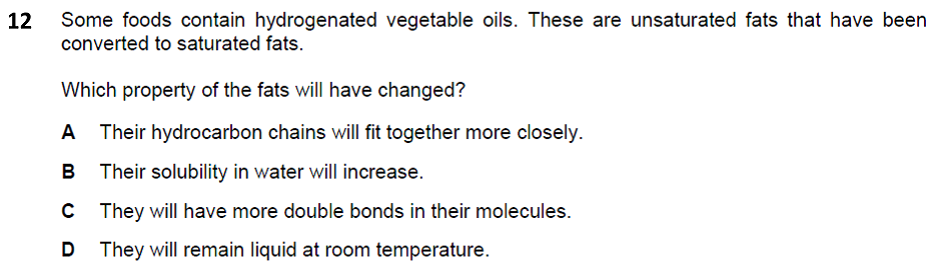 12 Some foods contain hydrogenated vegetable oils. These are unsaturated fats that have been
converted to saturated fats.
Which property of the fats will have changed?
A Their hydrocarbon chains will fit together more closely.
B Their solubility in water will increase.
C They will have more double bonds in their molecules.
D They will remain liquid at room temperature.